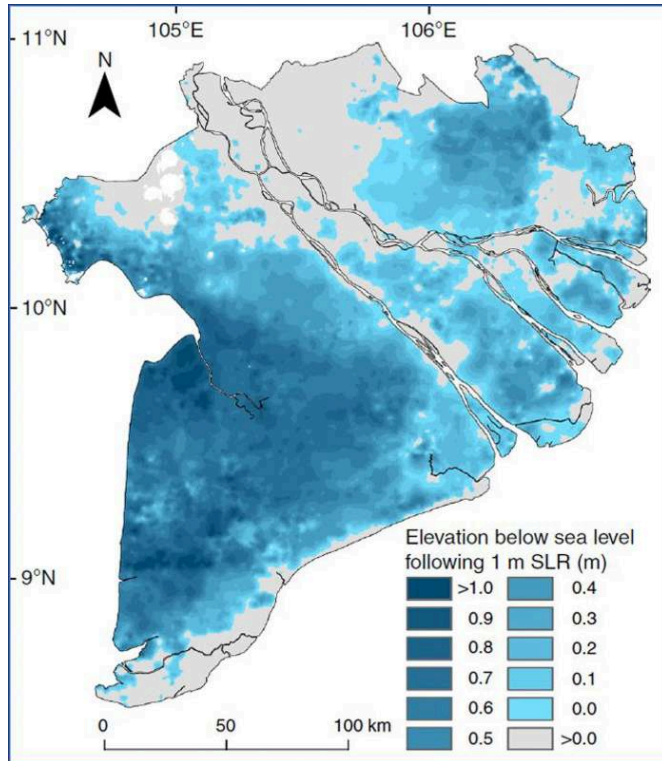 105°E 106°E
11°N
N
10°N
9°N
Elevation below sea level
following 1 m SLR (m)
>1.0 0.4
0.9 0.3
0.8 0.2
0.7 0.1
0.6 0.0
0.5 >0.0
0 50 100 km